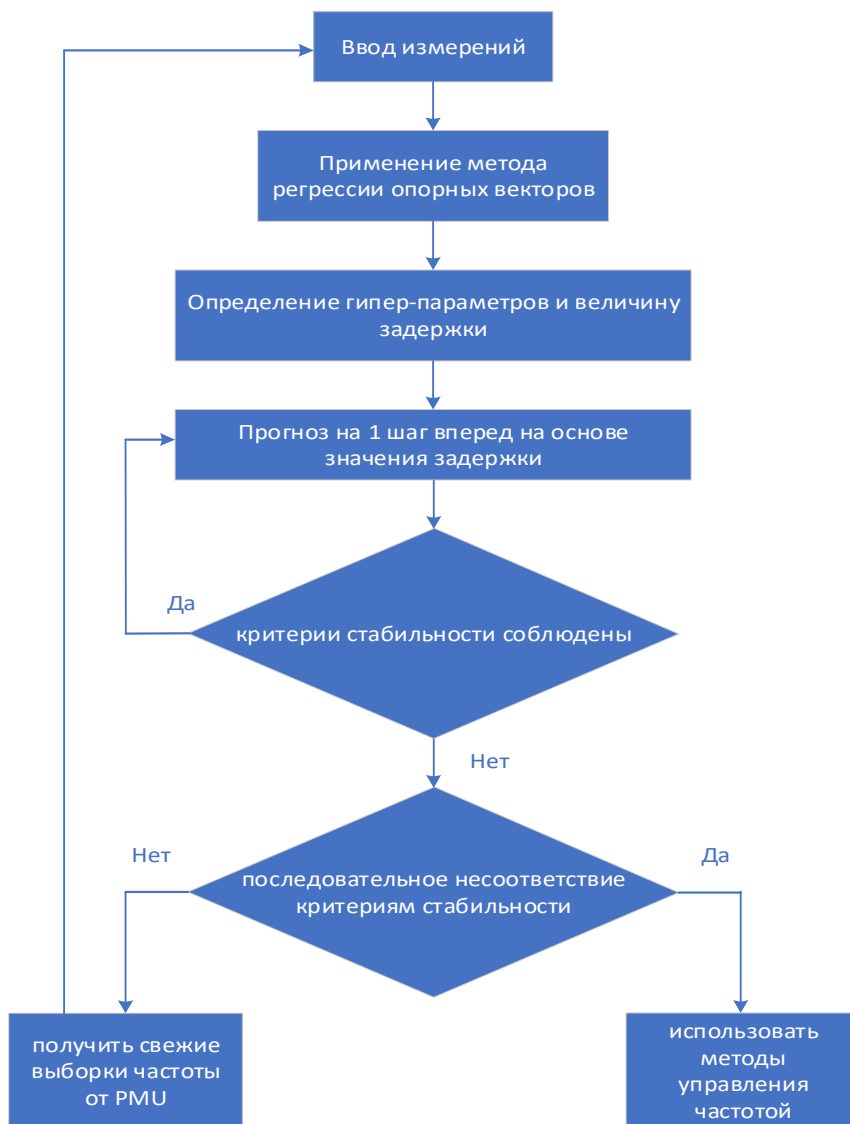 Ввод измерений
Применение метода
регрессии опорных векторов
Определение гипер-параметров и величину
задержки
Прогноз на 1 шаг вперед на основе
значения задержки
Да
критерии стабильности соблюдены
Нет
Нет
Да
последовательное несоответствие
критериям стабильности
получить свежие
выборки частоты
от PMU
использовать
методы
управления
частотой